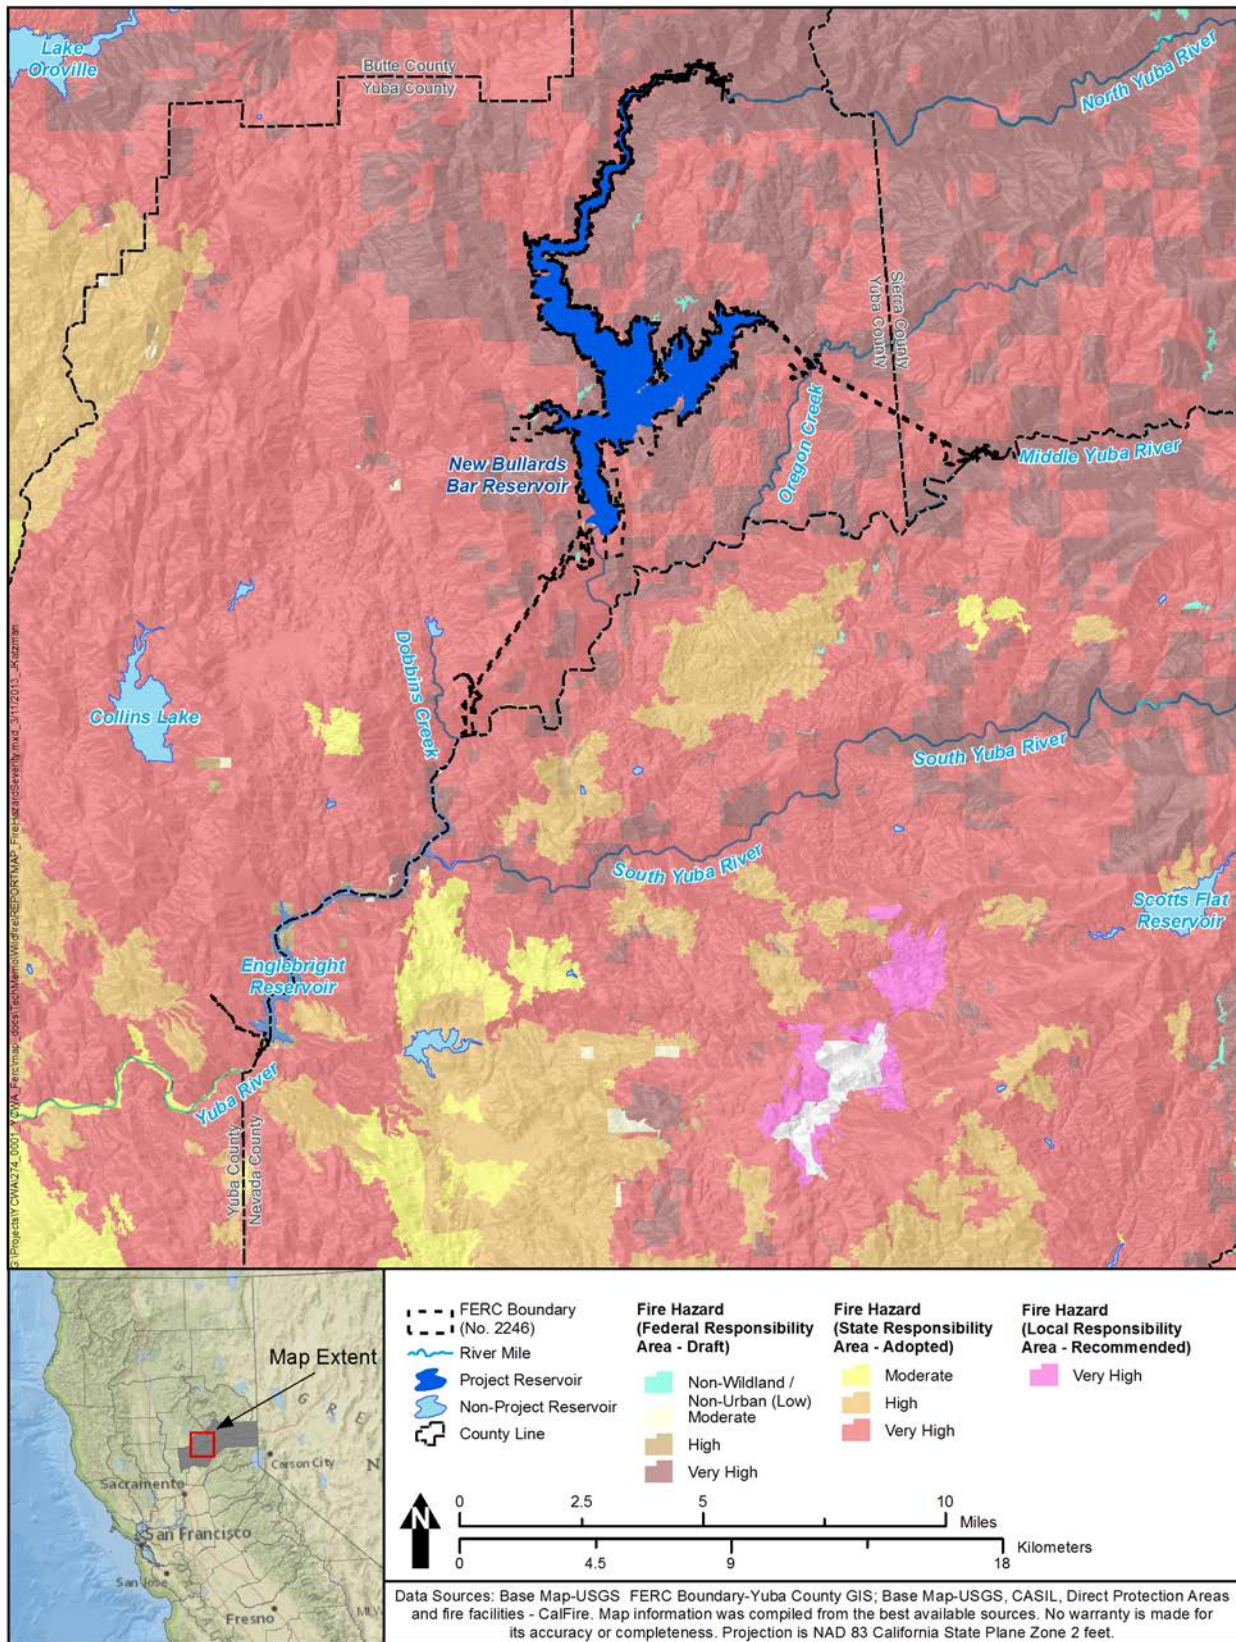 Lake
Oroville
Butte County
Yuba County
North Yuba River
Sierra County
Yuba County
New Bullards
Bar Reservoir
Oregon Creek
Middle Yuba River
Dobbins Creek
Collins Lake
South Yuba River
South Yuba River
Scotts Flat
Reservoir
Englebright
Reservoir
Yuba River
Yuba County
Nevada County
Map Extent
G R E
Carson City
N
Sacramento
San Francisco
San Jose
Fresno
FERC Boundary
(No. 2246)
River Mile
Project Reservoir
Non-Project Reservoir
County Line
Fire Hazard
(Federal Responsibility
Area - Draft)
Non-Wildland /
Non-Urban (Low)
Moderate
High
Very High
Fire Hazard
(State Responsibility
Area - Adopted)
Moderate
High
Very High
Fire Hazard
(Local Responsibility
Area - Recommended)
Very High
N
0 2.5 5 10
Miles
Kilometers
0 4.5 9 18
Data Sources: Base Map-USGS FERC Boundary-Yuba County GIS; Base Map-USGS, CASIL, Direct Protection Areas
and fire facilities - CalFire. Map information was compiled from the best available sources. No warranty is made for
its accuracy or completeness. Projection is NAD 83 California State Plane Zone 2 feet.